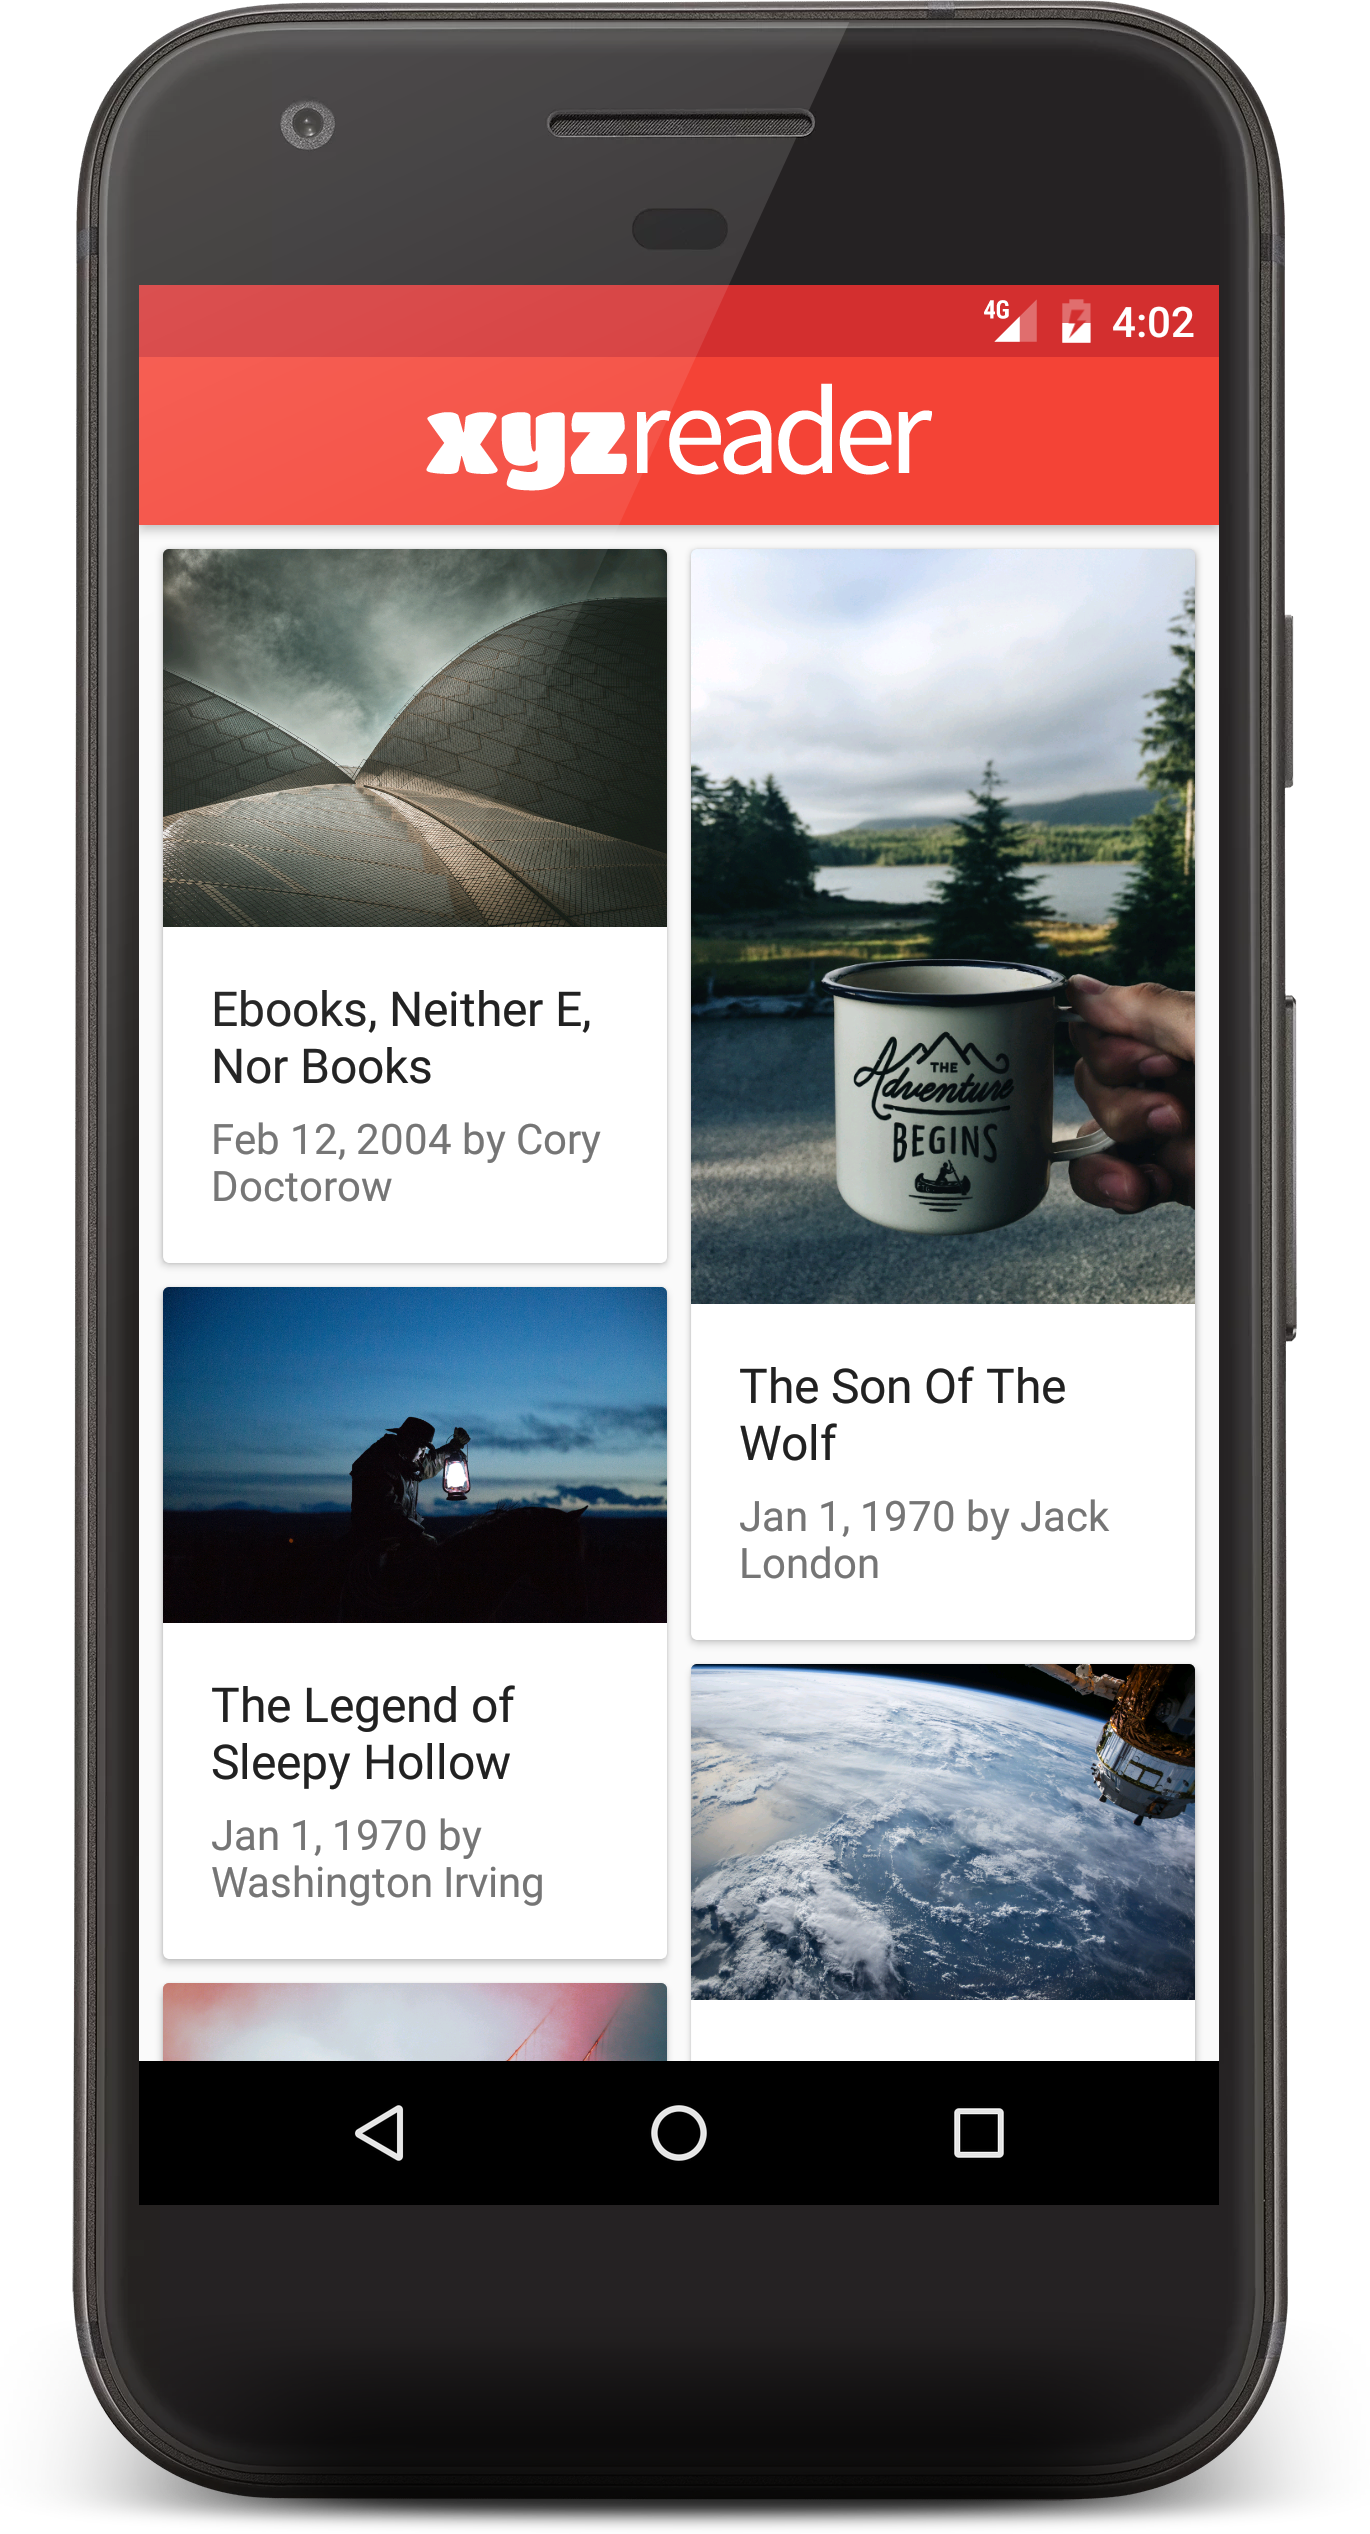 4G 4:02
xyzreader
Ebooks, Neither E,
Nor Books
Feb 12, 2004 by Cory
Doctorow
THE
Adventure
BEGINS
The Son Of The
Wolf
Jan 1, 1970 by Jack
London
The Legend of
Sleepy Hollow
Jan 1, 1970 by
Washington Irving